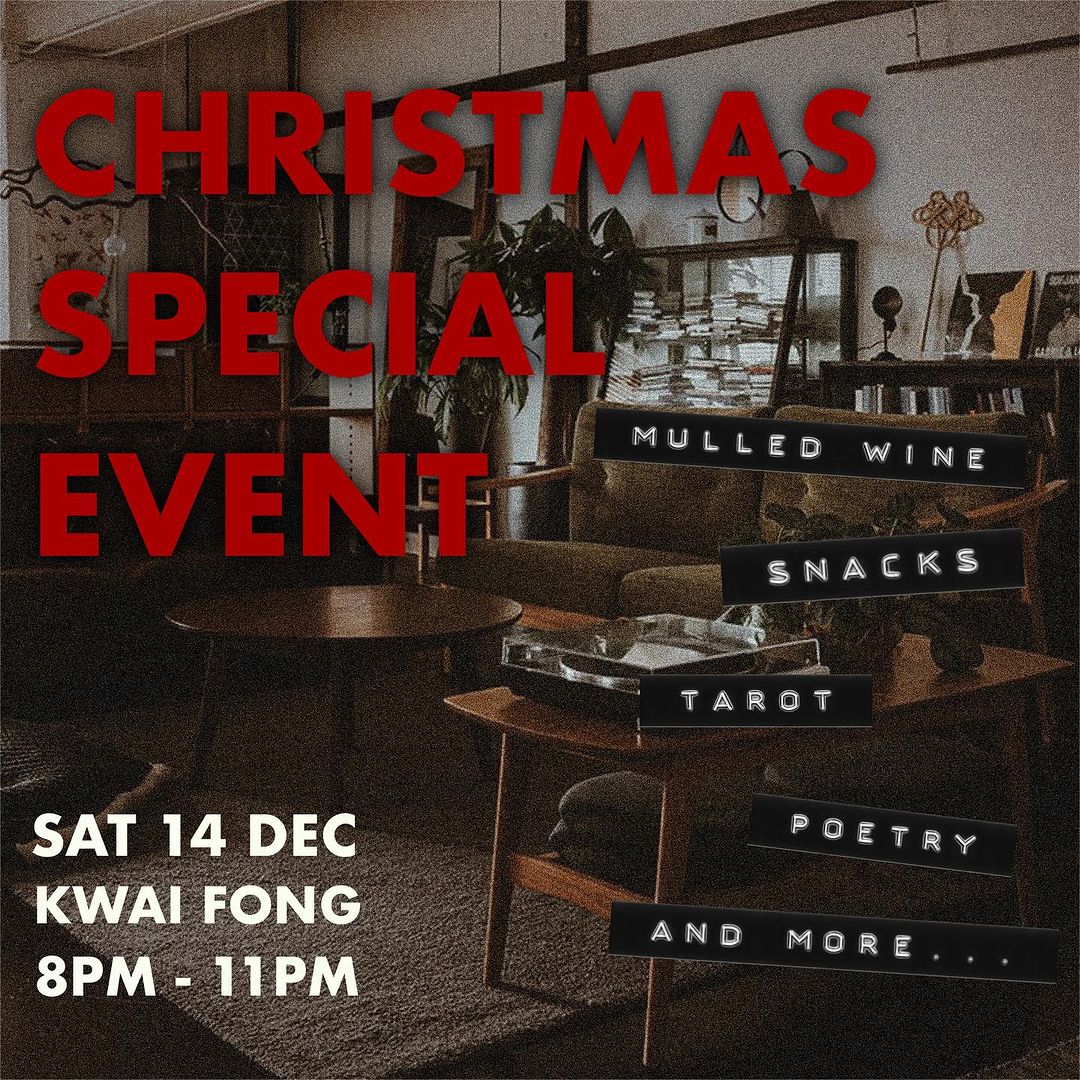 CHRISTMAS
SPECIAL
EVENT
MULLED WINE
SNACKS
TAROT
POETRY
AND MORE...
SAT 14 DEC
KWAI FONG
8PM - 11PM